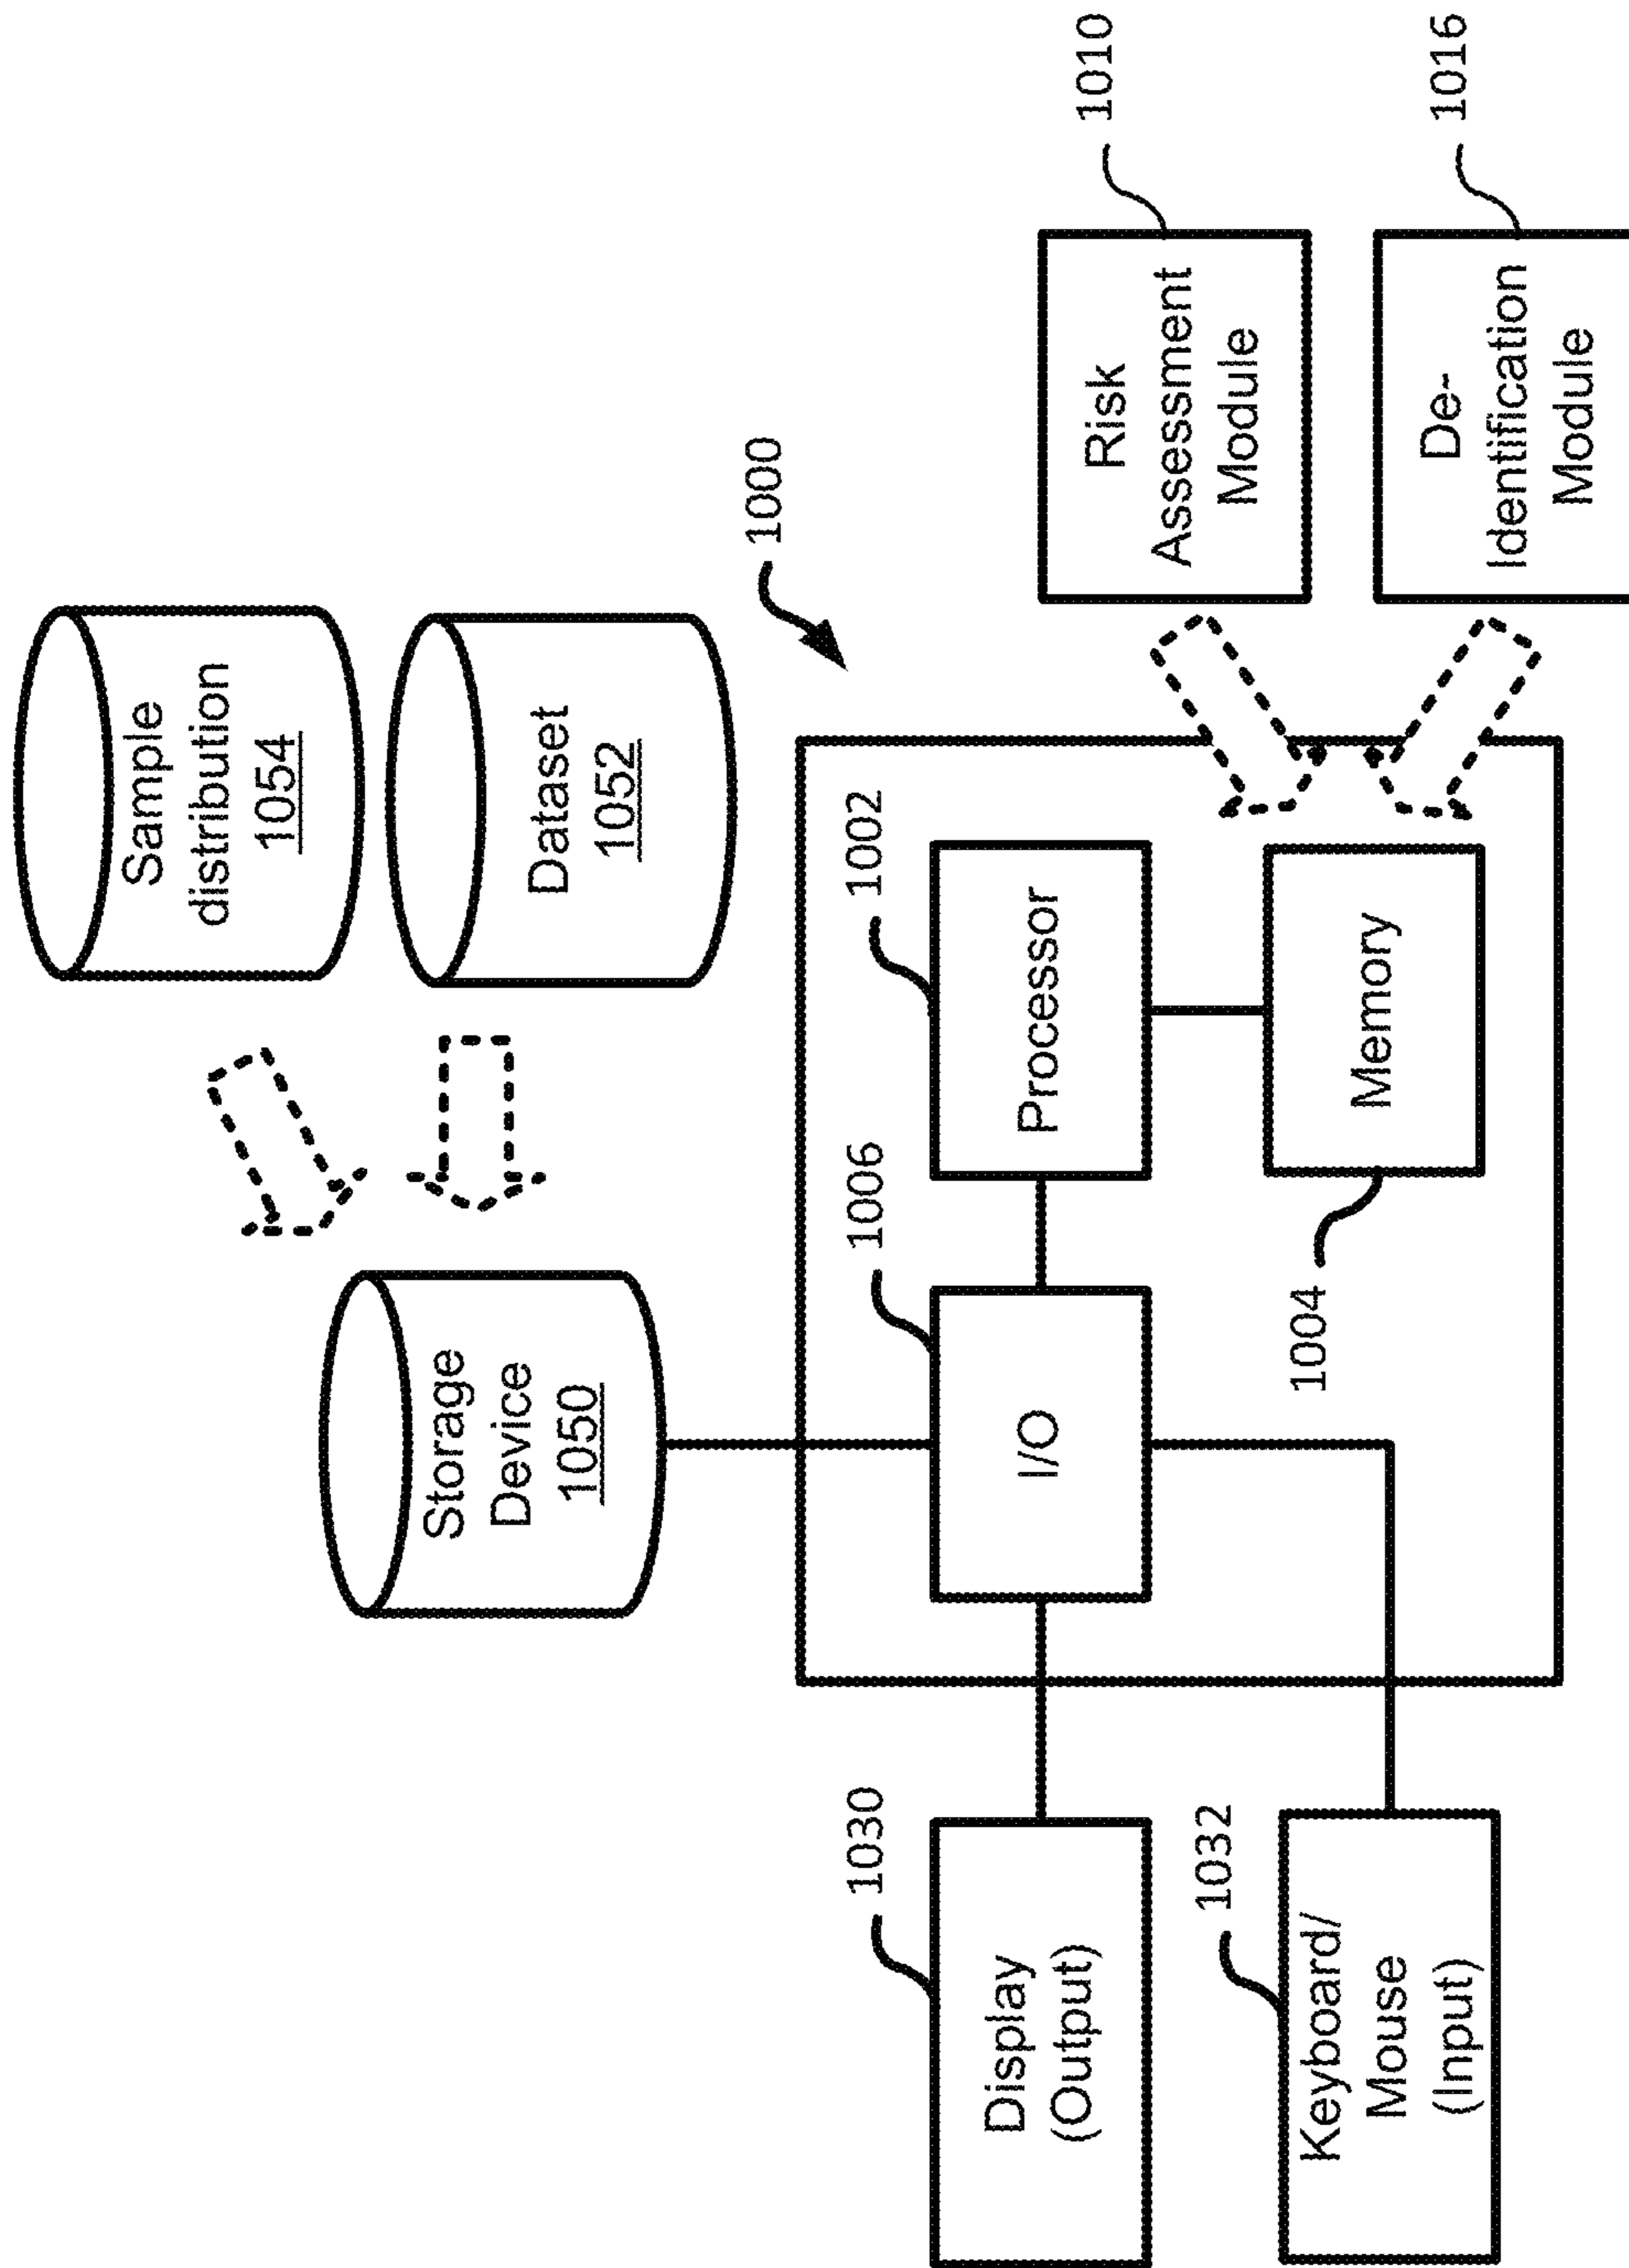 Sample
distribution
1054
Storage
Device
1050
Dataset
1052
1000
1030
Display
(Output)
1006
I/O
1002
Processor
1032
Keyboard/
Mouse
(Input)
1004
Memory
Risk
Assessment
Module
1010
De-
Identification
Module
1016